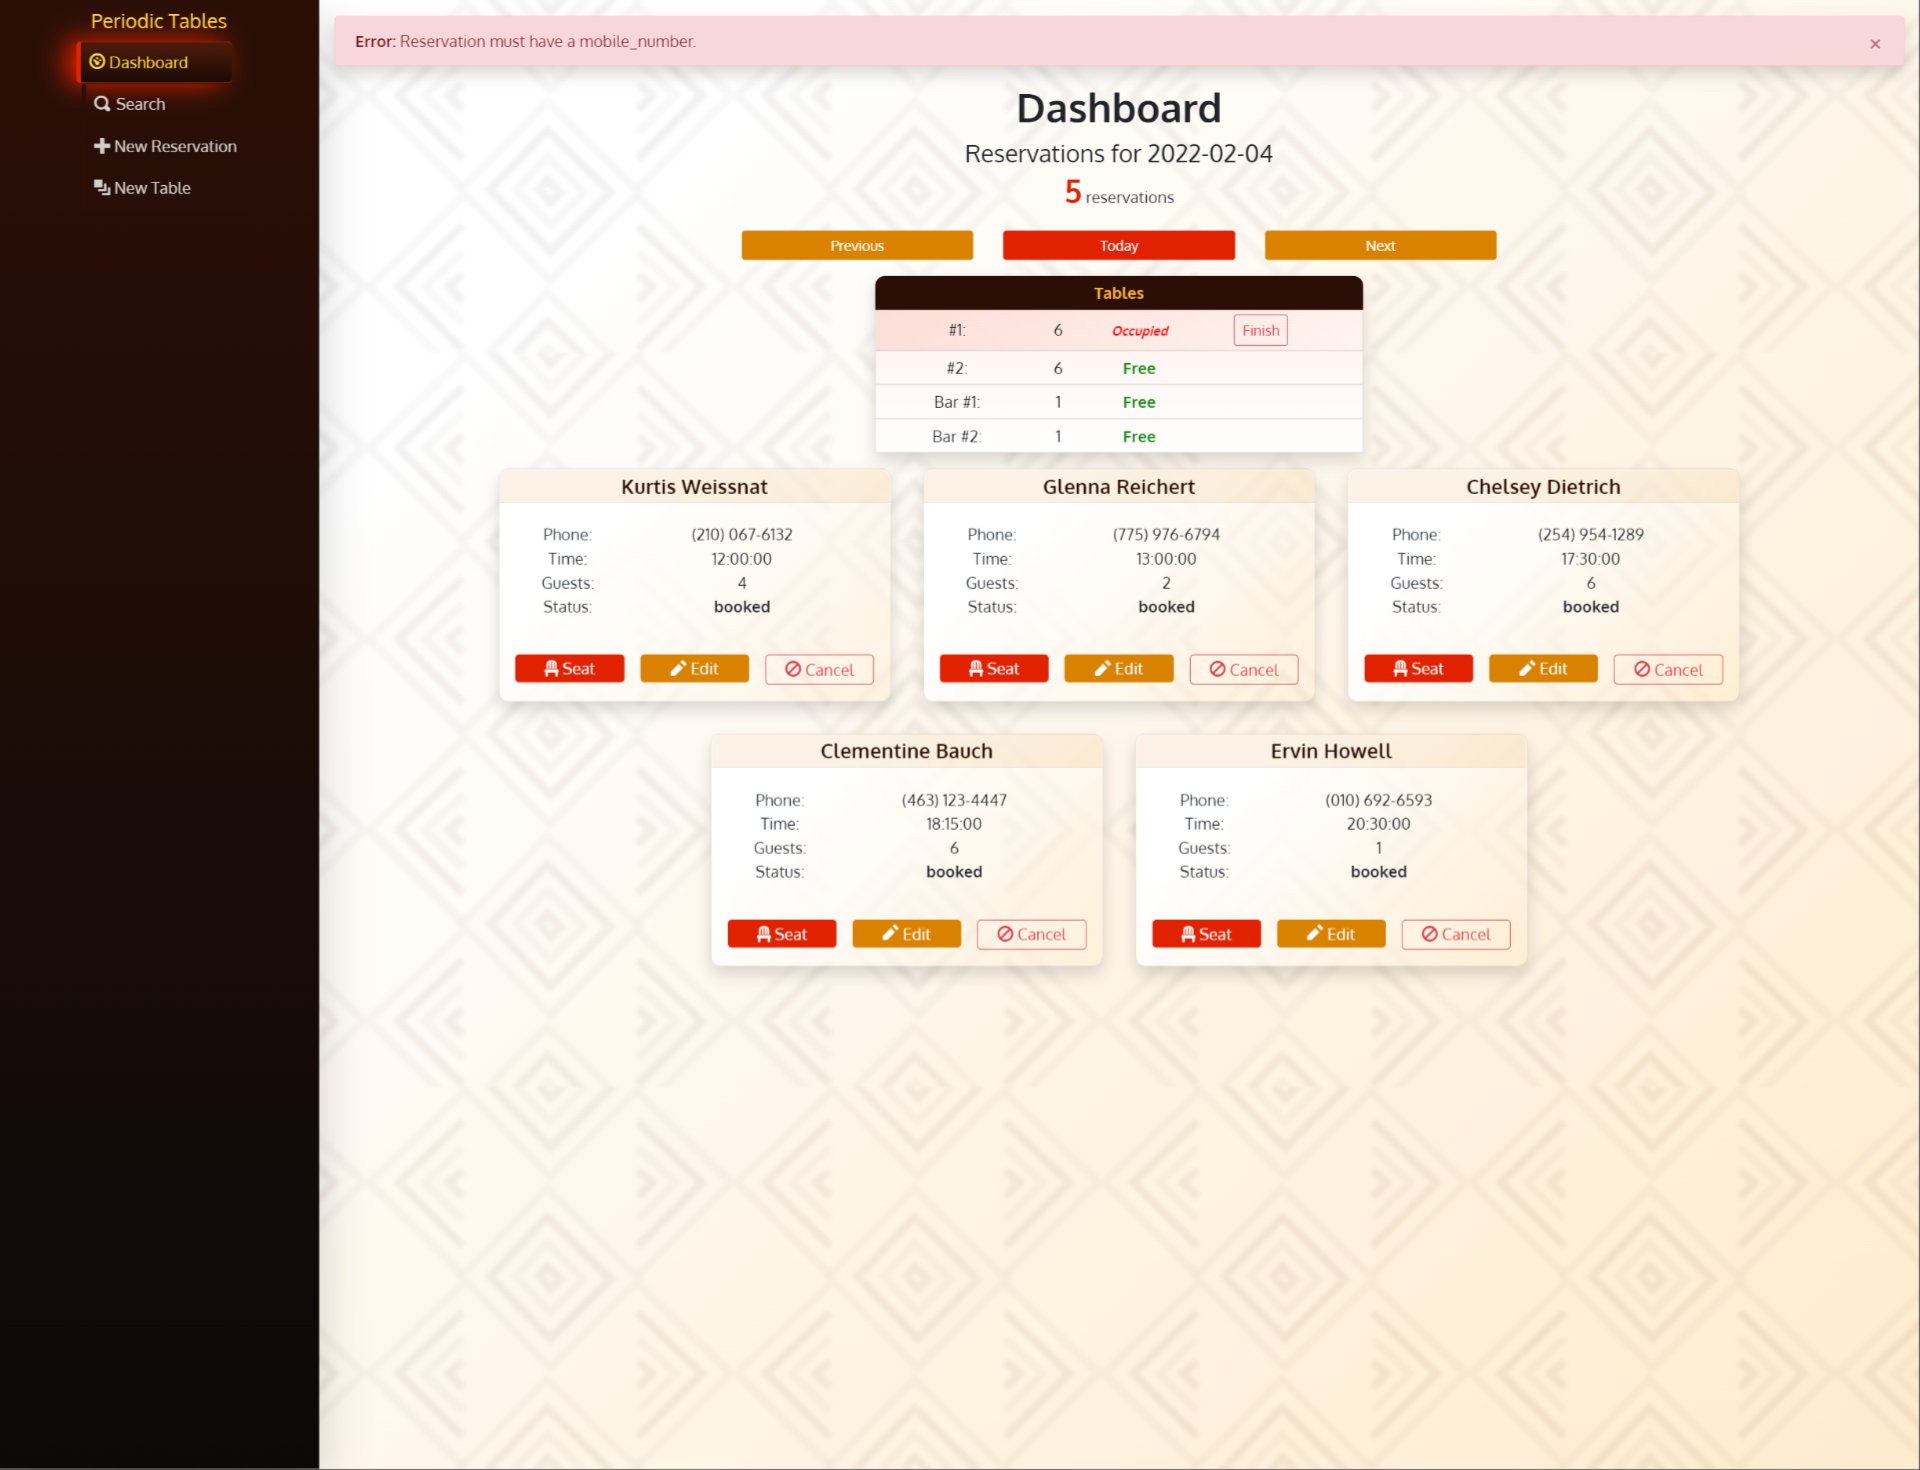 Periodic Tables
Dashboard
Search
New Reservation
New Table
Error: Reservation must have a mobile_number.
×
Dashboard
Reservations for 2022-02-04
5 reservations
Previous Today Next
Tables
#1: 6 Occupied Finish
#2: 6 Free
Bar #1: 1 Free
Bar #2: 1 Free
Kurtis Weissnat
Phone: (210) 067-6132
Time: 12:00:00
Guests: 4
Status: booked
Seat Edit Cancel
Glenna Reichert
Phone: (775) 976-6794
Time: 13:00:00
Guests: 2
Status: booked
Seat Edit Cancel
Chelsey Dietrich
Phone: (254) 954-1289
Time: 17:30:00
Guests: 6
Status: booked
Seat Edit Cancel
Clementine Bauch
Phone: (463) 123-4447
Time: 18:15:00
Guests: 6
Status: booked
Seat Edit Cancel
Ervin Howell
Phone: (010) 692-6593
Time: 20:30:00
Guests: 1
Status: booked
Seat Edit Cancel